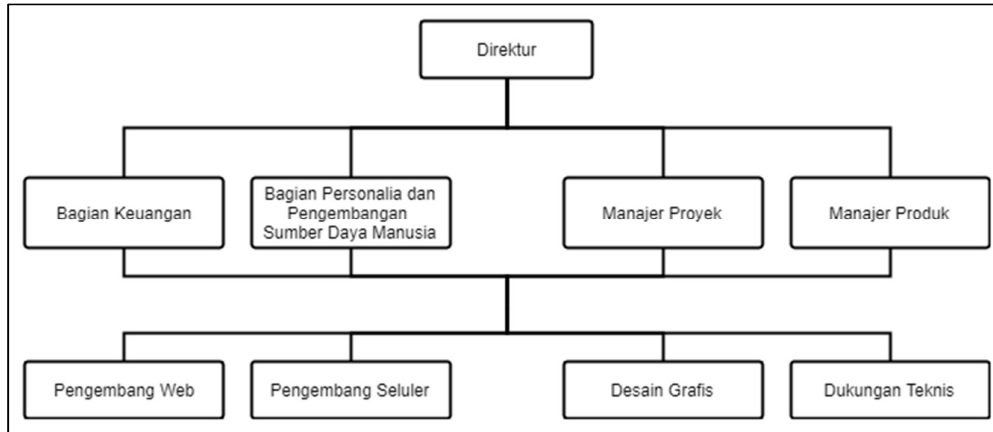 Direktur
Bagian Keuangan
Bagian Personalia dan
Pengembangan
Sumber Daya Manusia
Manajer Proyek
Manajer Produk
Pengembang Web
Pengembang Seluler
Desain Grafis
Dukungan Teknis